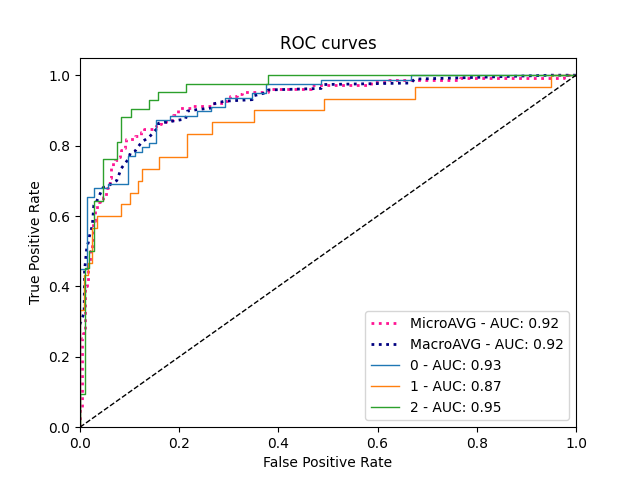 ROC curves
True Positive Rate
1.0
0.8
0.6
0.4
0.2
0.0
0.0 0.2 0.4 0.6 0.8 1.0
False Positive Rate
MicroAVG - AUC: 0.92
MacroAVG - AUC: 0.92
0 - AUC: 0.93
1 - AUC: 0.87
2 - AUC: 0.95